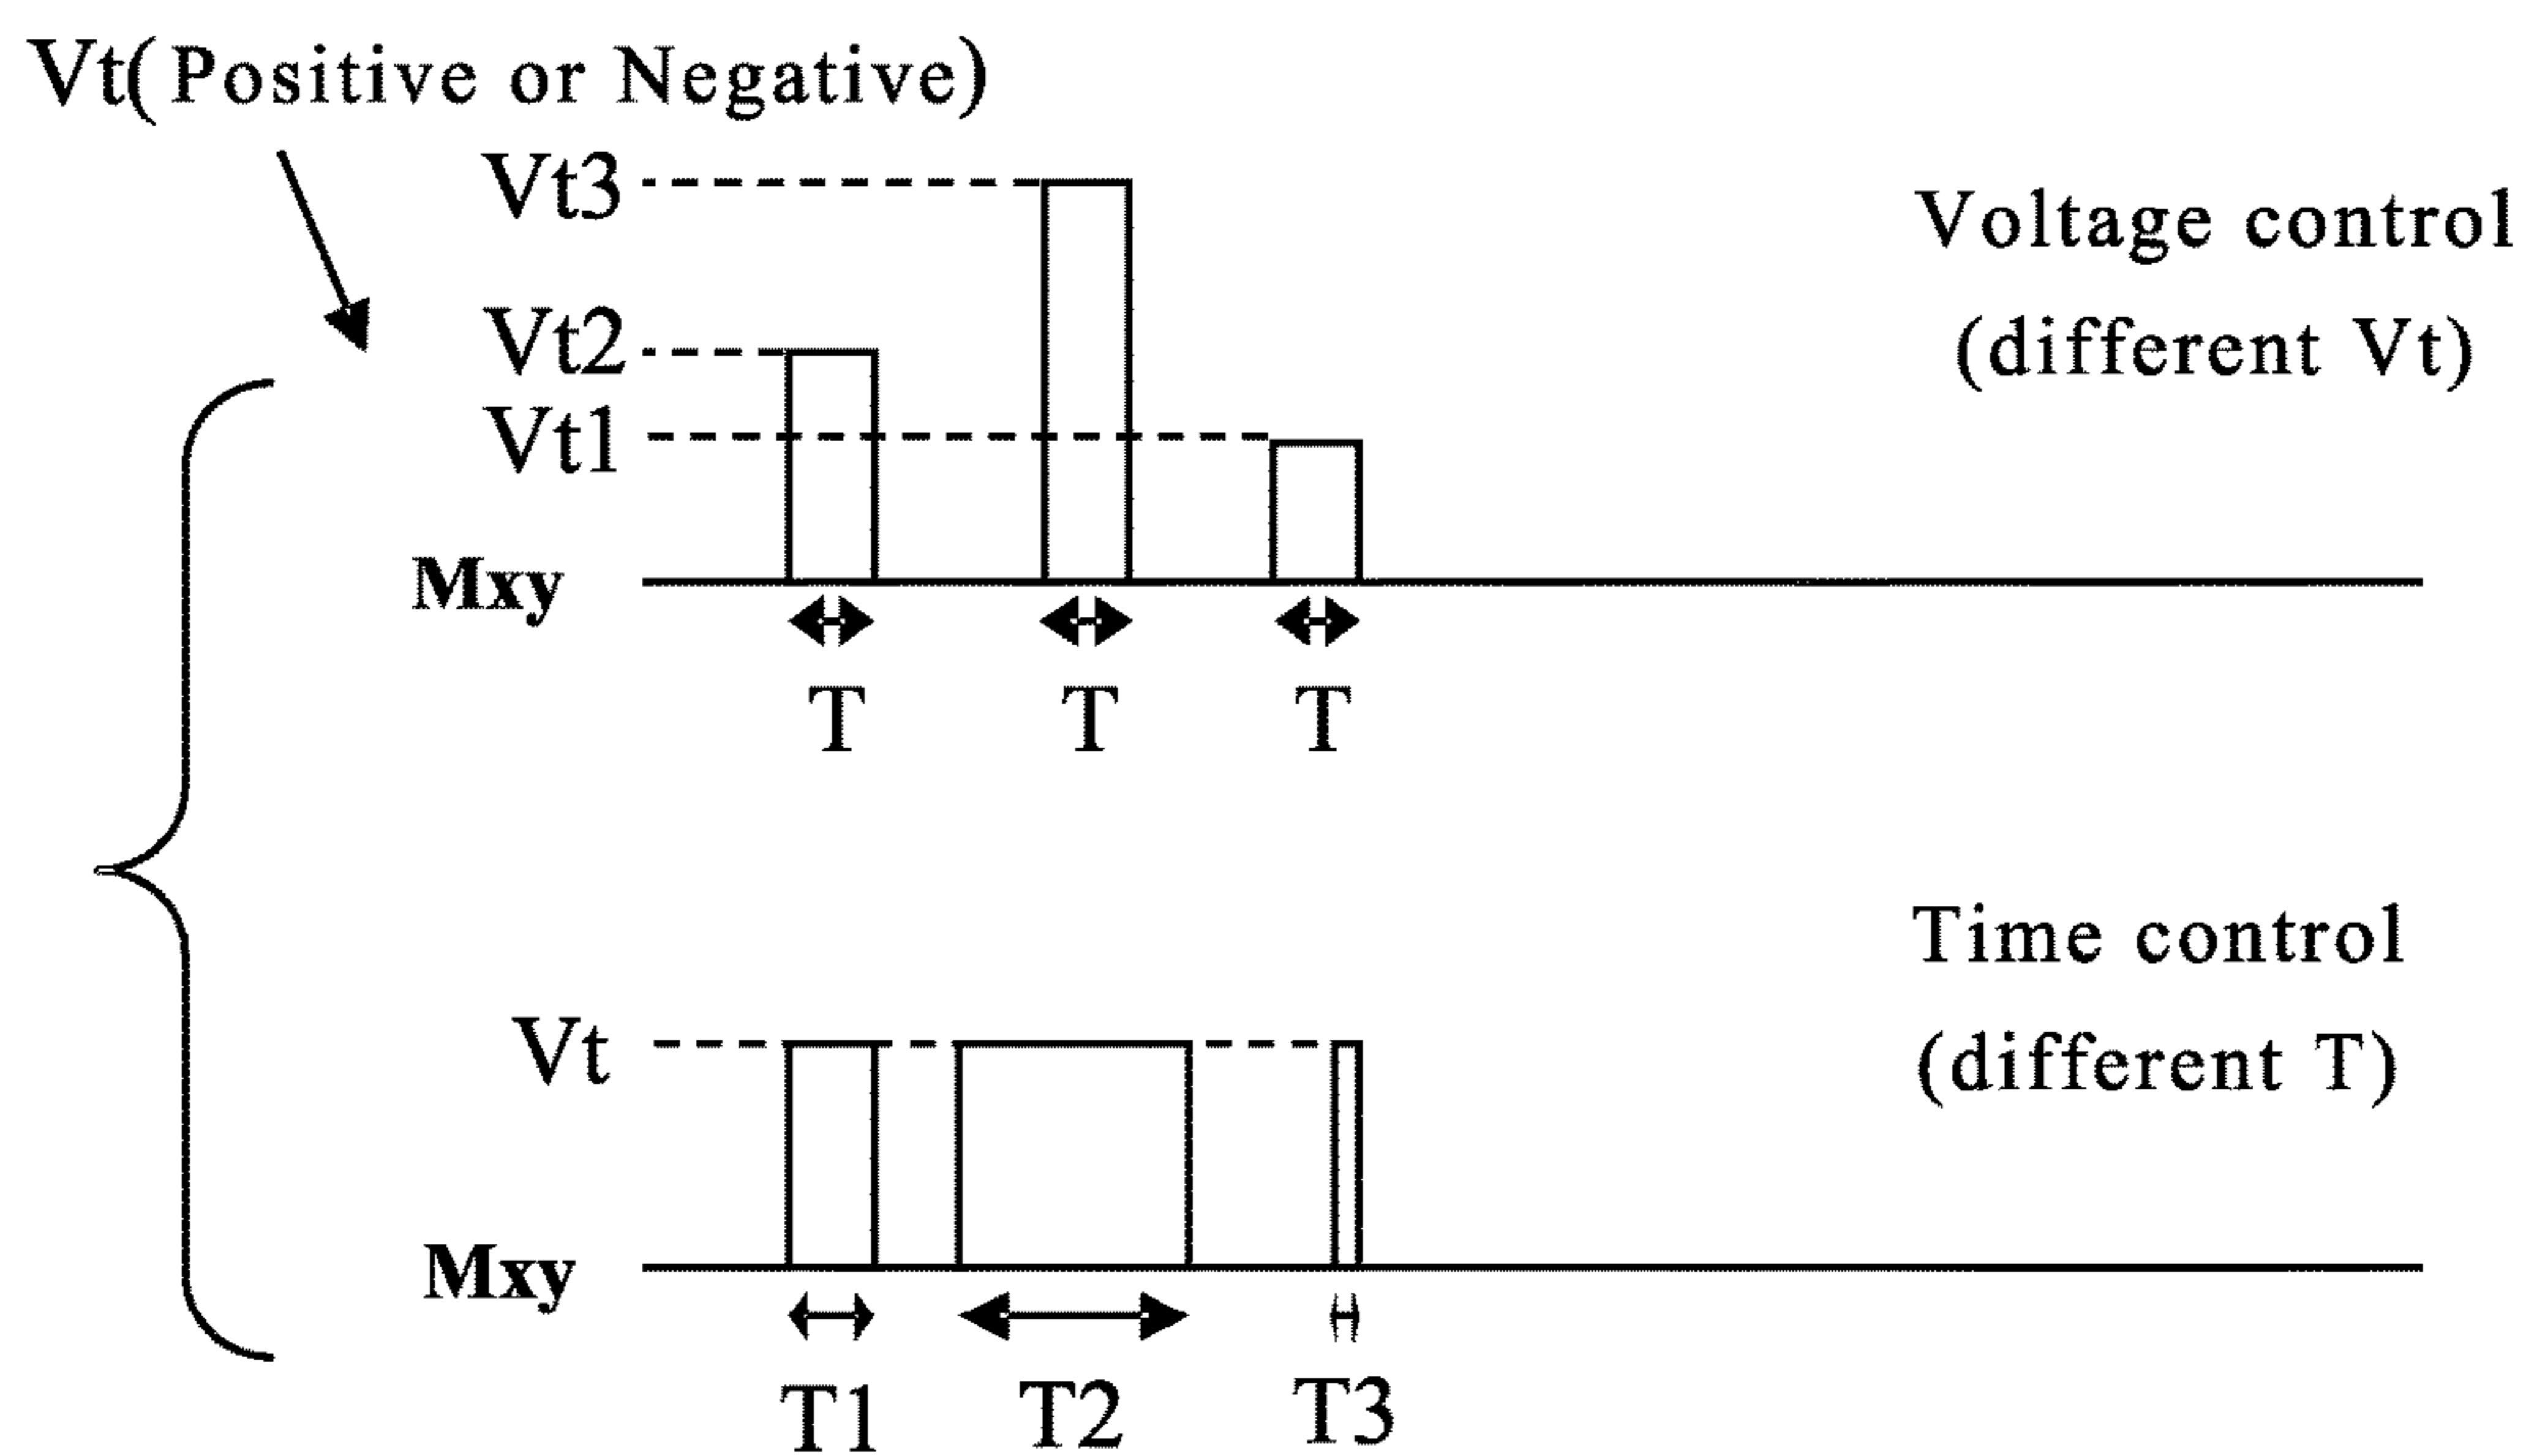 Vt(Positive or Negative)
Vt3
Voltage control
(different Vt)
Vt2
Vt1
Mxy
T T T
Time control
(different T)
Vt
Mxy
T1 T2 T3